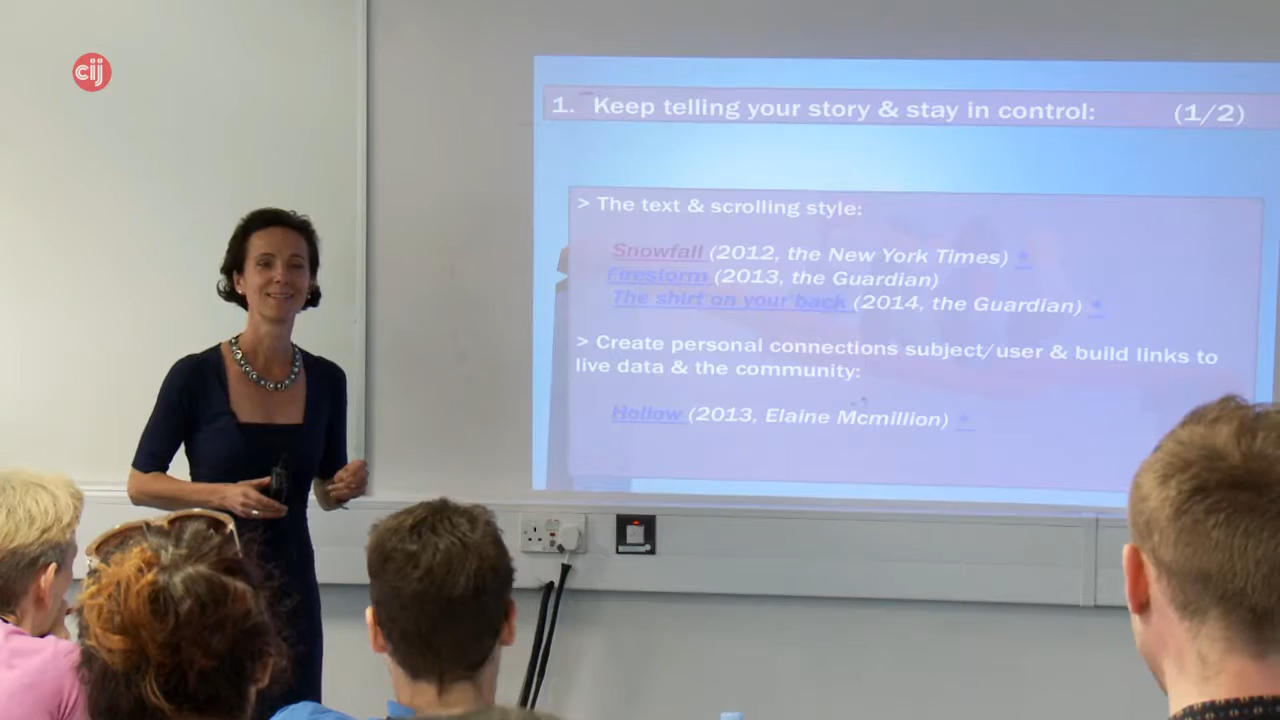 cij
1. Keep telling your story & stay in control: (1/2)
> The text & scrolling style:
Snowfall (2012, the New York Times) *
Firestorm (2013, the Guardian)
The shirt on your back (2014, the Guardian) *
> Create personal connections subject/user & build links to
live data & the community:
Hollow (2013, Elaine Mcmillion) *